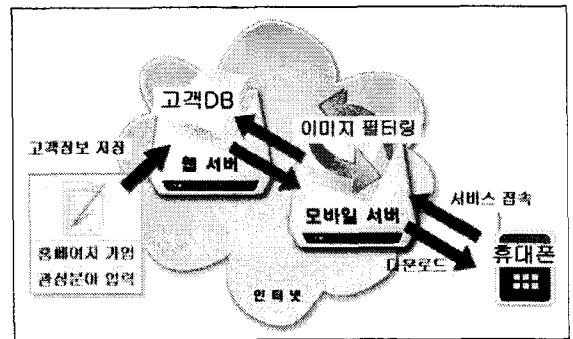 고객DB
이미지 필터링
고객정보 저장
웹 서버
서비스 접속
모바일 서버
홈페이지 가입
관심분야 입력
다운로드
휴대폰
인터넷